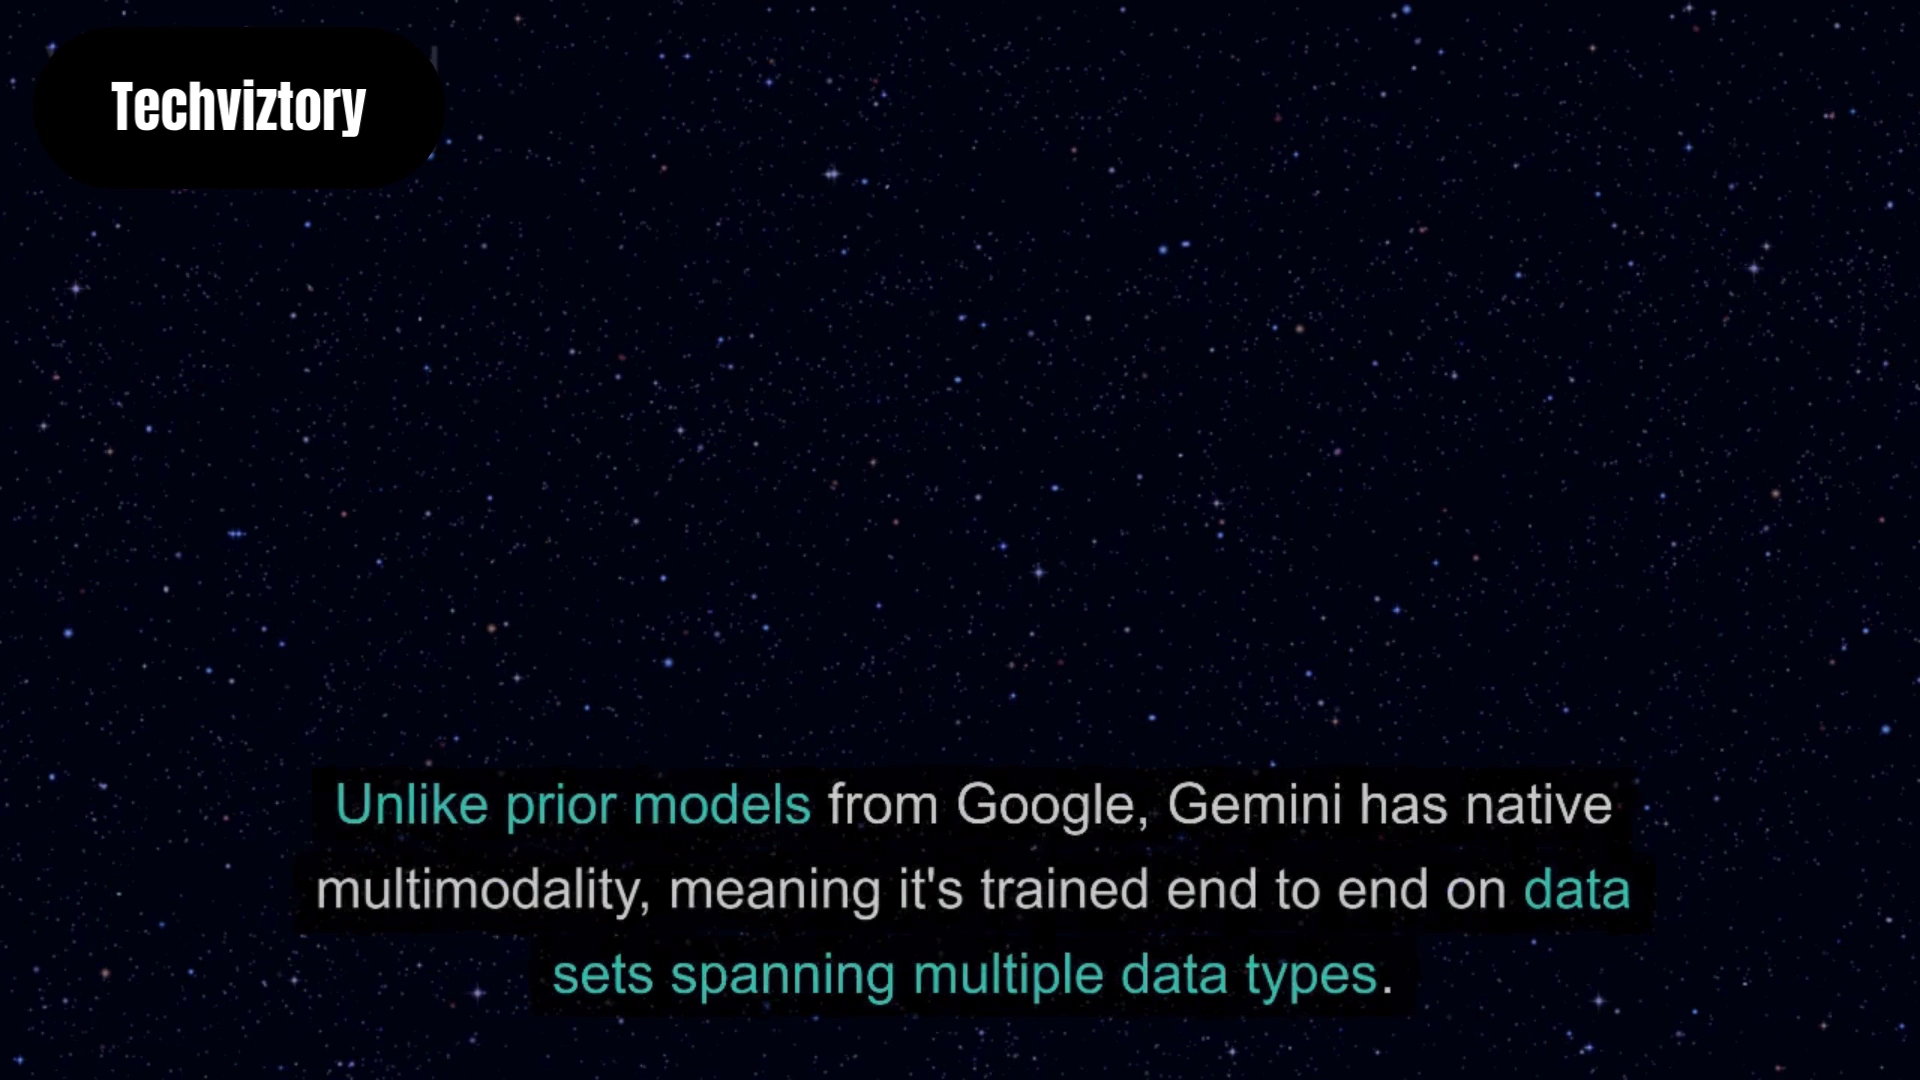 Techviztory
Unlike prior models from Google, Gemini has native
multimodality, meaning it's trained end to end on data
sets spanning multiple data types.